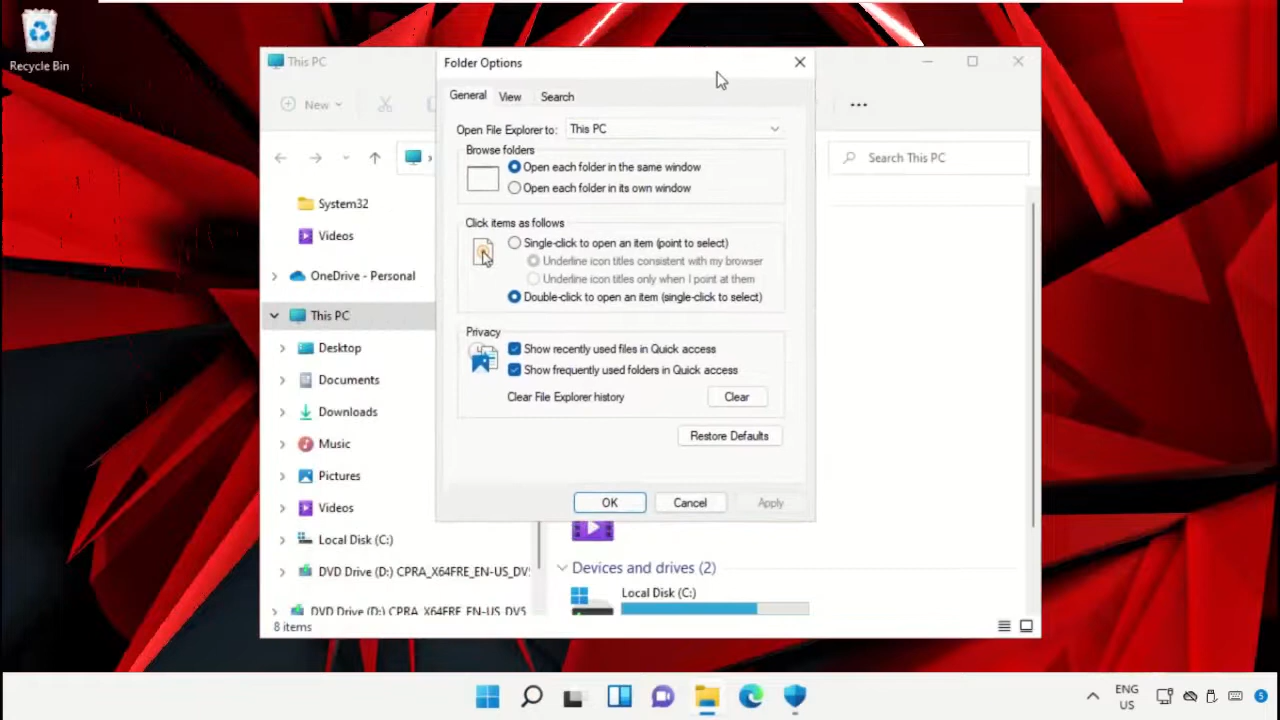 Recycle Bin
This PC
Folder Options
New
General
View
Search
Open File Explorer to:
This PC
Browse folders
Open each folder in the same window
Open each folder in its own window
Click items as follows
Single-click to open an item (point to select)
Underline icon titles consistent with my browser
Underline icon titles only when I point at them
Double-click to open an item (single-click to select)
Privacy
Show recently used files in Quick access
Show frequently used folders in Quick access
Clear File Explorer history
Clear
Restore Defaults
OK
Cancel
Apply
Search This PC
System32
Videos
OneDrive - Personal
This PC
Desktop
Documents
Downloads
Music
Pictures
Videos
Local Disk (C:)
DVD Drive (D:) CPRA_X64FRE_EN-US_DV5
DVD Drive (D:) CPRA_X64FRE_EN-US_DV5
Devices and drives (2)
Local Disk (C:)
8 items
ENG
US
5